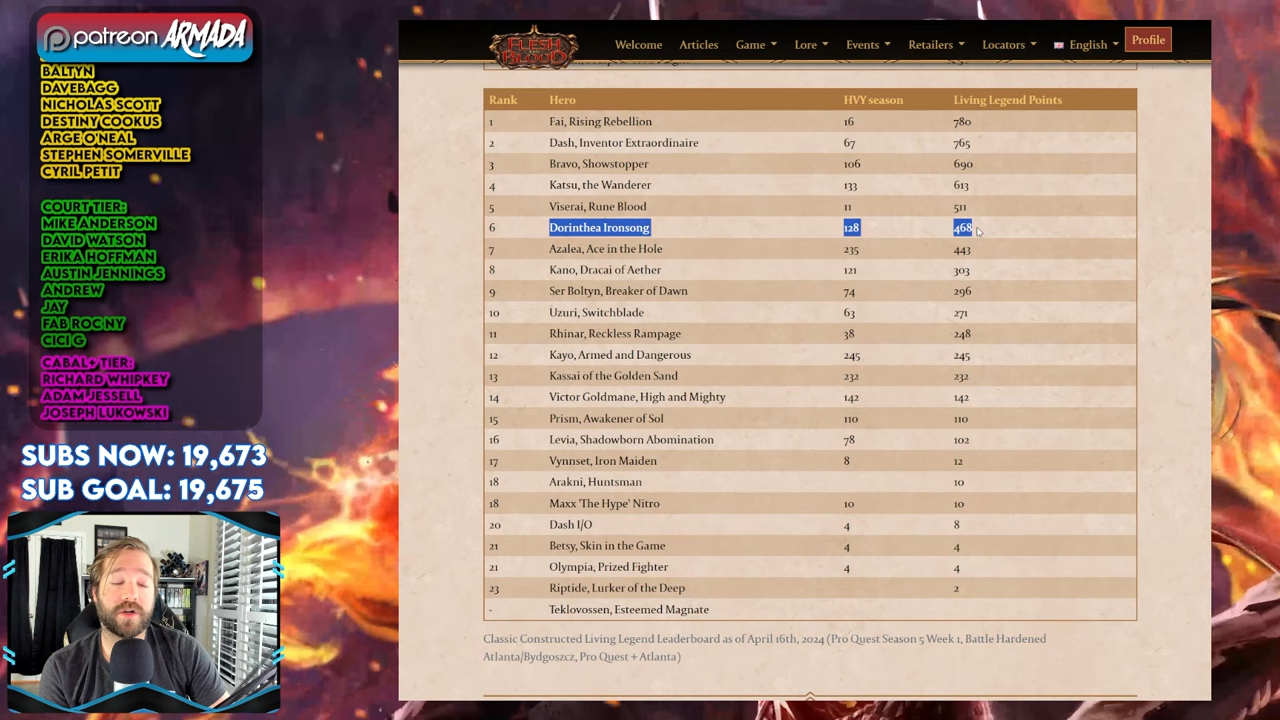 patreon ARMADA
BALTYN
DAVEBAGG
NICHOLAS SCOTT
DESTINY COOKUS
ARGE O'NEAL
STEPHEN SOMERVILLE
CYRIL PETIT
COURT TIER:
MIKE ANDERSON
DAVID WATSON
ERIKA HOFFMAN
AUSTIN JENNINGS
ANDREW
JAY
FAB ROC NY
CICI G
CABAL+ TIER:
RICHARD WHIPKEY
ADAM JESSELL
JOSEPH LUKOWSKI
SUBS NOW: 19,673
SUB GOAL: 19,675
FLESH AND BLOOD Welcome Articles Game Lore Events Retailers Locators English Profile
Rank Hero HVY season Living Legend Points
1 Fai, Rising Rebellion 16 780
2 Dash, Inventor Extraordinaire 67 765
3 Bravo, Showstopper 106 690
4 Katsu, the Wanderer 133 613
5 Viserai, Rune Blood 11 511
6 Dorinthea Ironsong 128 468
7 Azalea, Ace in the Hole 235 443
8 Kano, Dracai of Aether 121 303
9 Ser Boltyn, Breaker of Dawn 74 296
10 Uzuri, Switchblade 63 271
11 Rhinar, Reckless Rampage 38 248
12 Kayo, Armed and Dangerous 245 245
13 Kassai of the Golden Sand 232 232
14 Victor Goldmane, High and Mighty 142 142
15 Prism, Awakener of Sol 110 110
16 Levia, Shadowborn Abomination 78 102
17 Vynnset, Iron Maiden 8 12
18 Arakni, Huntsman 10
18 Maxx 'The Hype' Nitro 10 10
20 Dash I/O 4 8
21 Betsy, Skin in the Game 4 4
21 Olympia, Prized Fighter 4 4
23 Riptide, Lurker of the Deep 2
- Teklovossen, Esteemed Magnate
Classic Constructed Living Legend Leaderboard as of April 16th, 2024 (Pro Quest Season 5 Week 1, Battle Hardened
Atlanta/Bydgoszcz, Pro Quest + Atlanta)